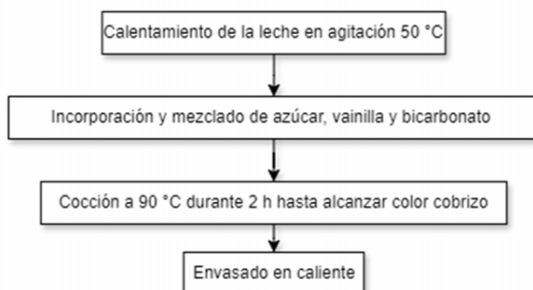 Calentamiento de la leche en agitación 50 °C
Incorporación y mezclado de azúcar, vainilla y bicarbonato
Cocción a 90 °C durante 2 h hasta alcanzar color cobrizo
Envasado en caliente